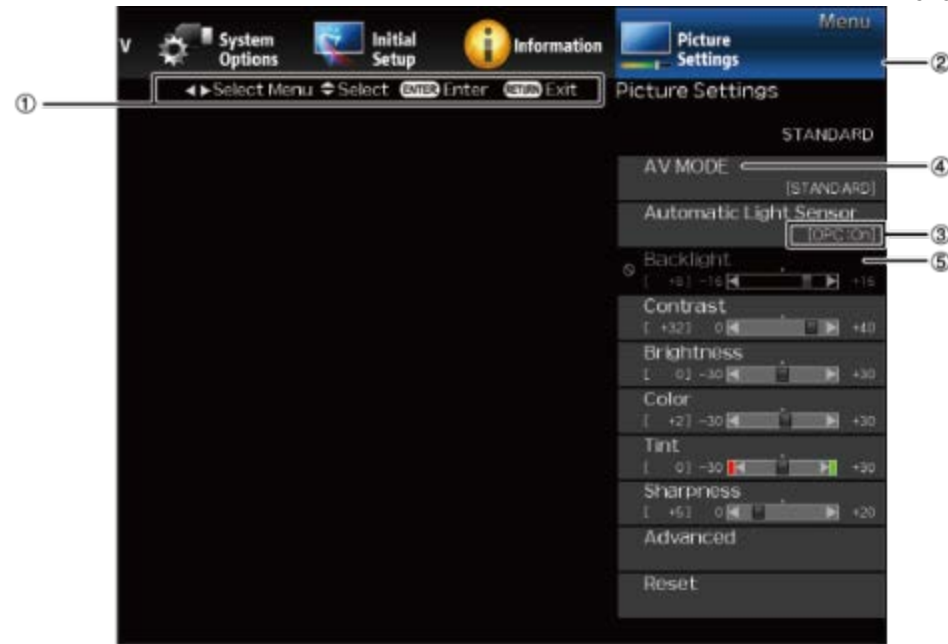 Menu
V
System Options
Initial Setup
Information
Picture Settings
②
①
◀▶Select Menu ◆Select ENTER Enter RETURN Exit
Picture Settings
STANDARD
AV MODE
④
[STANDARD]
Automatic Light Sensor
[OPC:On]
③
Backlight
⑤
[ +8] -16 +16
Contrast
[ +32] 0 +40
Brightness
[ 0] -30 +30
Color
[ +2] -30 +30
Tint
[ 0] -30 +30
Sharpness
[ +5] 0 +20
Advanced
Reset